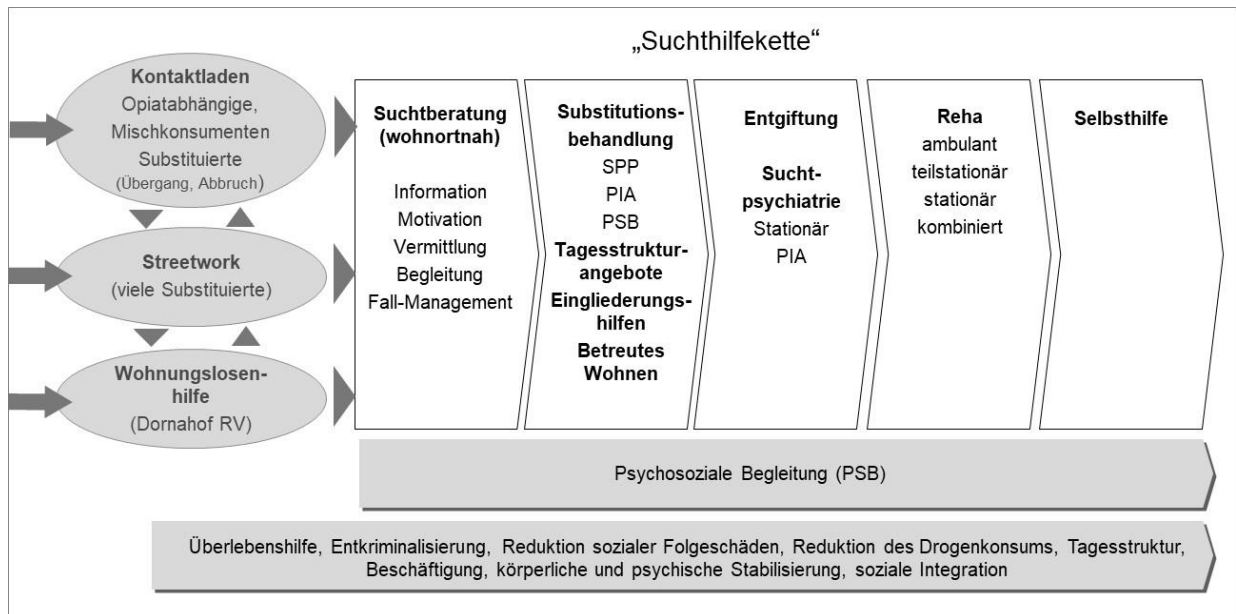 „Suchthilfekette“
Kontaktladen
Opiatabhängige,
Mischkonsumenten
Substituierte
(Übergang, Abbruch)
Streetwork
(viele Substituierte)
Wohnungslosen-
hilfe
(Dornahof RV)
Suchtberatung
(wohnortnah)
Information
Motivation
Vermittlung
Begleitung
Fall-Management
Substitutions-
behandlung
SPP
PIA
PSB
Tagesstruktur-
angebote
Eingliederungs-
hilfen
Betreutes
Wohnen
Entgiftung
Sucht-
psychiatrie
Stationär
PIA
Reha
ambulant
teilstationär
stationär
kombiniert
Selbsthilfe
Psychosoziale Begleitung (PSB)
Überlebenshilfe, Entkriminalisierung, Reduktion sozialer Folgeschäden, Reduktion des Drogenkonsums, Tagesstruktur,
Beschäftigung, körperliche und psychische Stabilisierung, soziale Integration